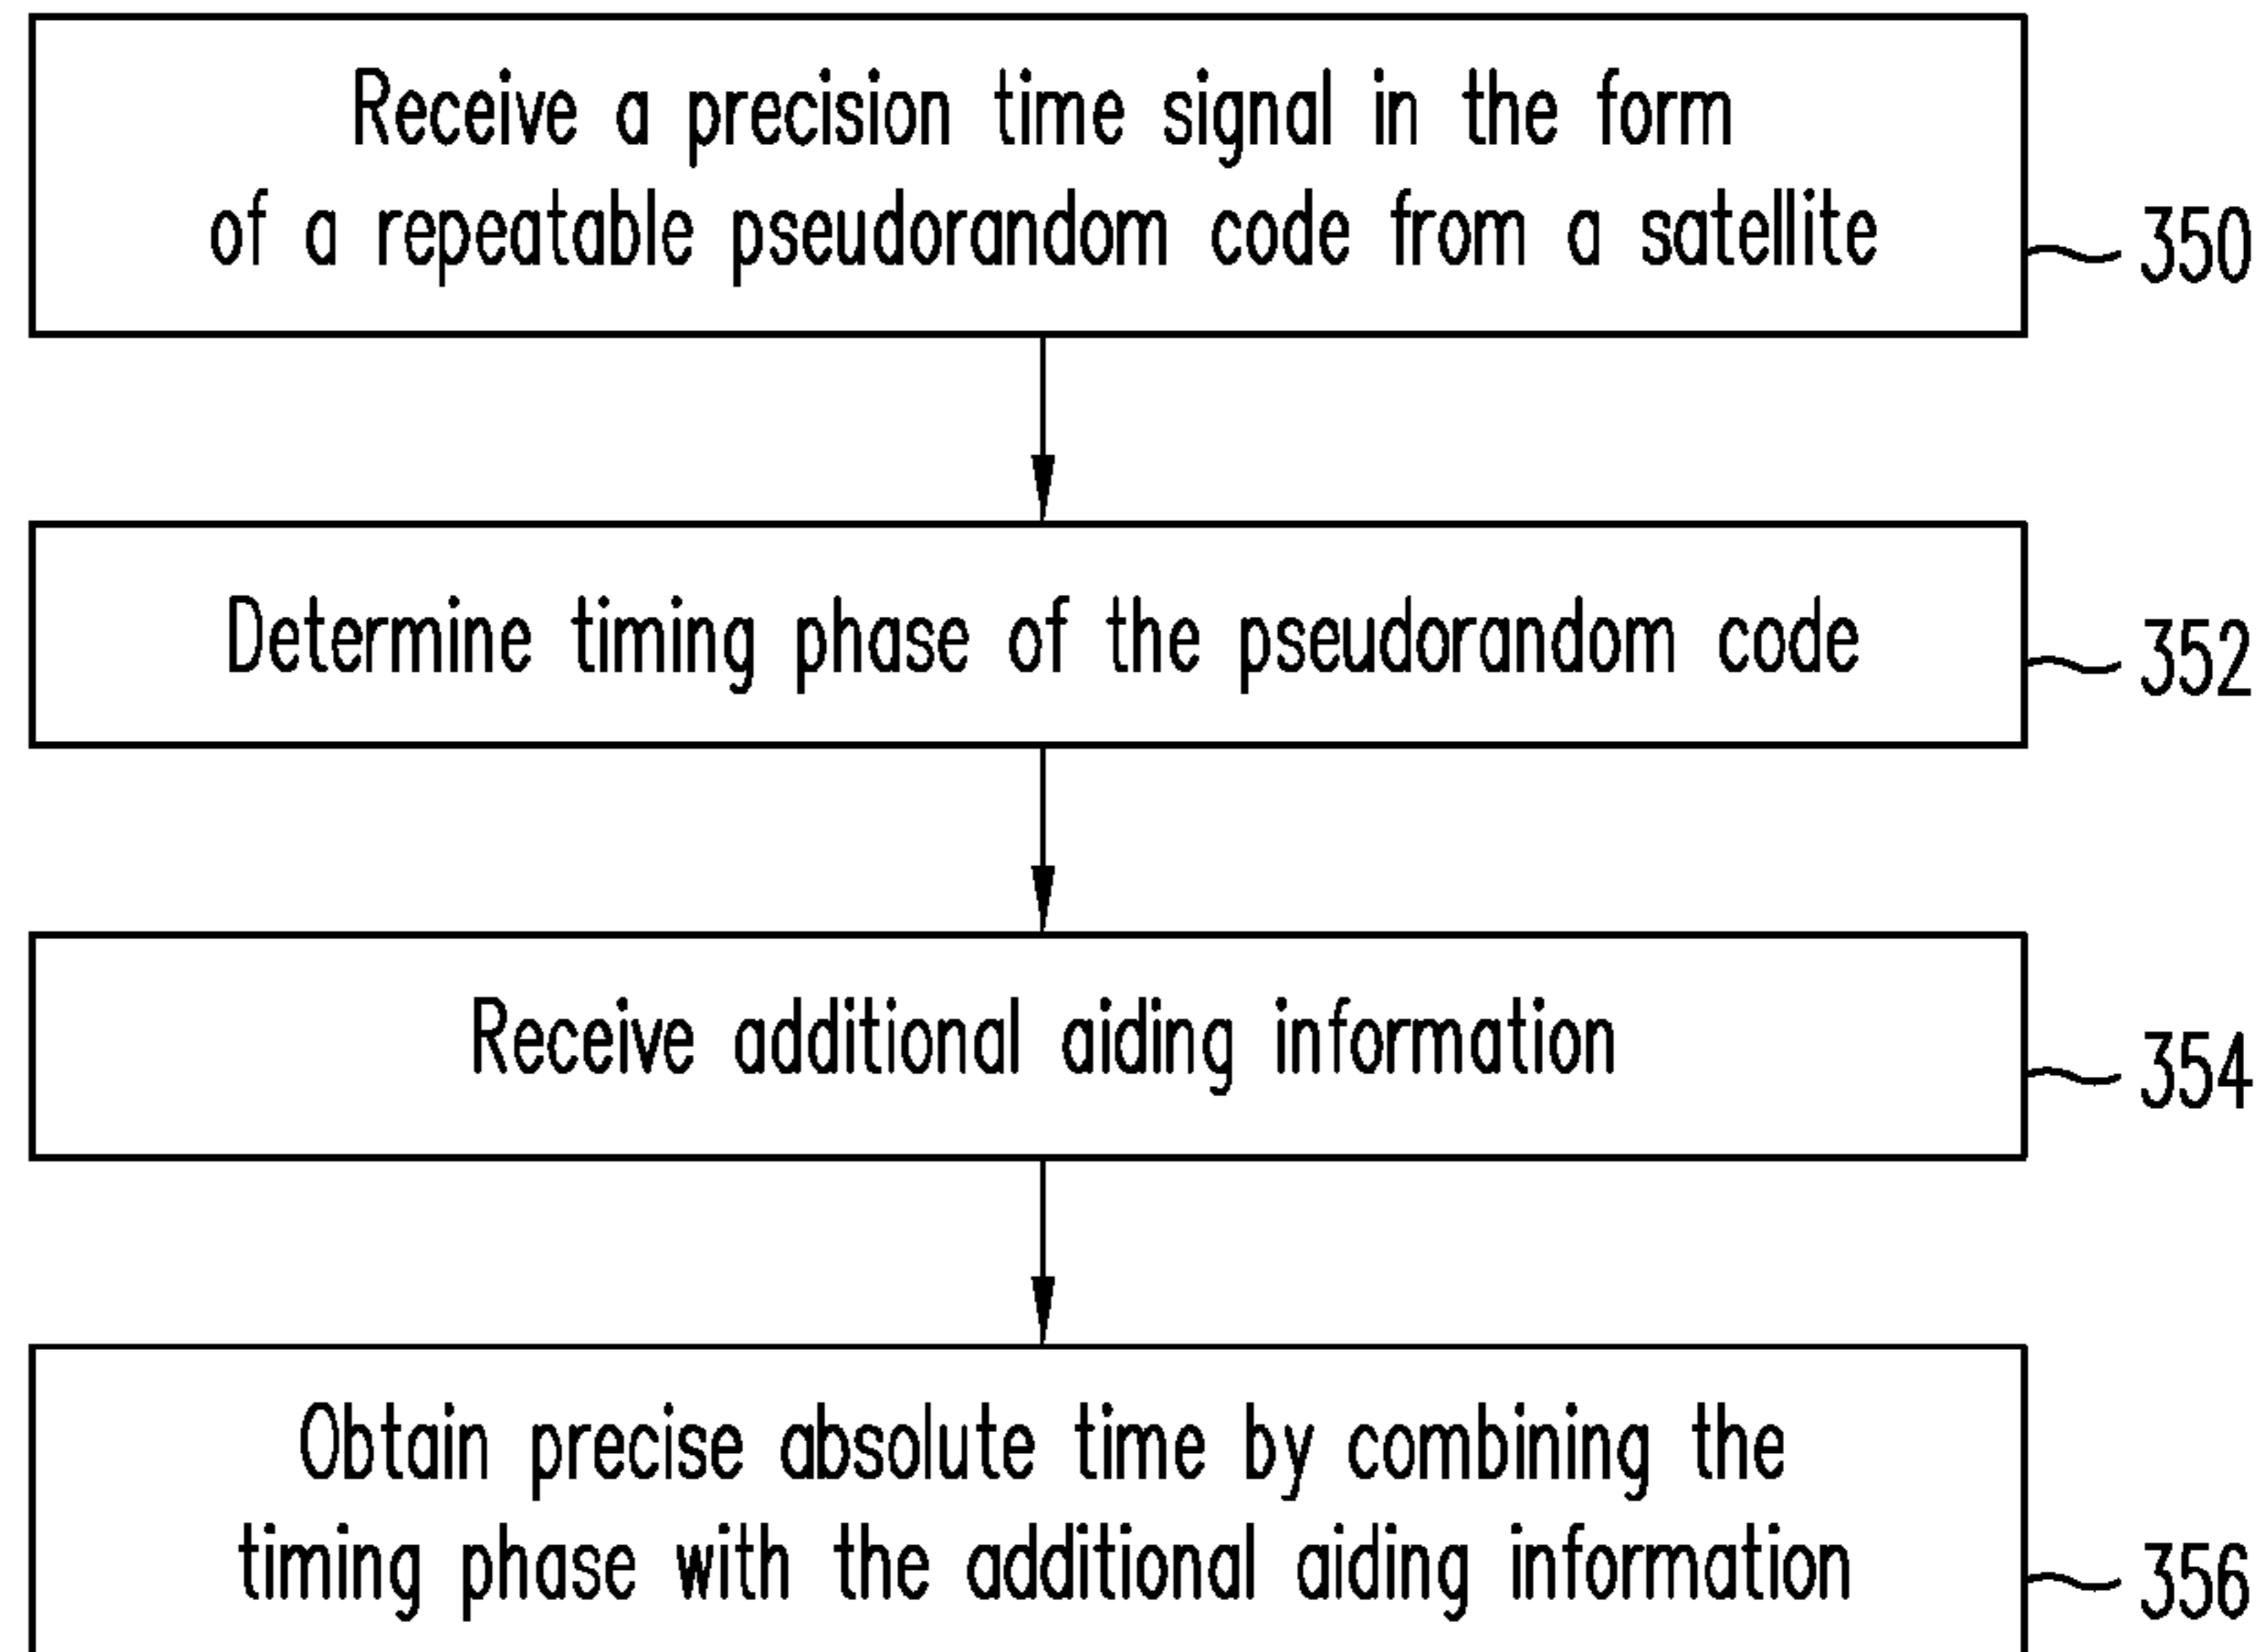 Receive a precision time signal in the form
of a repeatable pseudorandom code from a satellite
350
Determine timing phase of the pseudorandom code
352
Receive additional aiding information
354
Obtain precise absolute time by combining the
timing phase with the additional aiding information
356